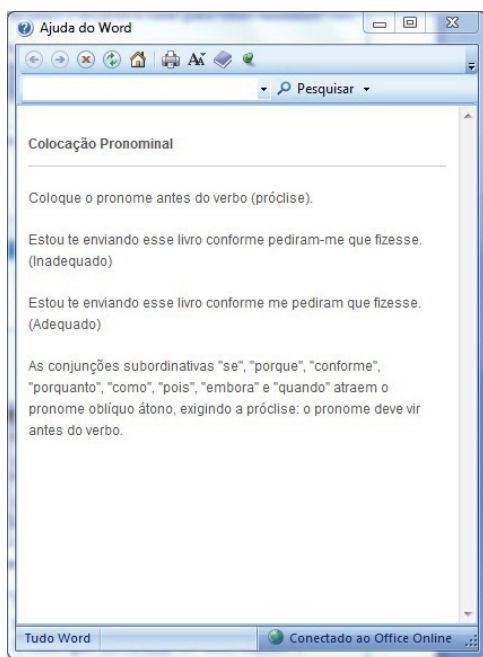 Ajuda do Word
Pesquisar
Colocação Pronominal
Coloque o pronome antes do verbo (próclise).
Estou te enviando esse livro conforme pediram-me que fizesse.
(Inadequado)
Estou te enviando esse livro conforme me pediram que fizesse.
(Adequado)
As conjunções subordinativas "se", "porque", "conforme",
"porquanto", "como", "pois", "embora" e "quando" atraem o
pronome oblíquo átono, exigindo a próclise: o pronome deve vir
antes do verbo.
Tudo Word Conectado ao Office Online